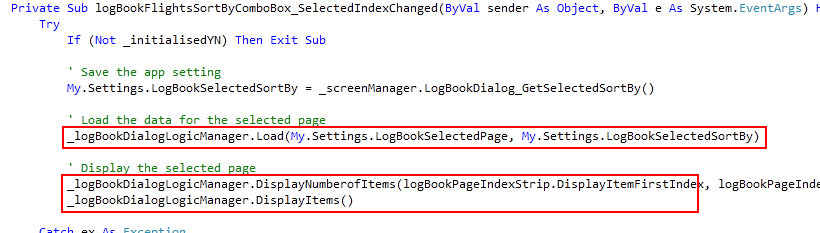 Private Sub logBookFlightsSortByComboBox_SelectedIndexChanged(ByVal sender As Object, ByVal e As System.EventArgs) H
Try
If (Not _initialisedYN) Then Exit Sub
' Save the app setting
My.Settings.LogBookSelectedSortBy = _screenManager.LogBookDialog_GetSelectedSortBy()
' Load the data for the selected page
_logBookDialogLogicManager.Load(My.Settings.LogBookSelectedPage, My.Settings.LogBookSelectedSortBy)
' Display the selected page
_logBookDialogLogicManager.DisplayNumberofItems(logBookPageIndexStrip.DisplayItemFirstIndex, logBookPageInde
_logBookDialogLogicManager.DisplayItems()
Catch ex As Exception